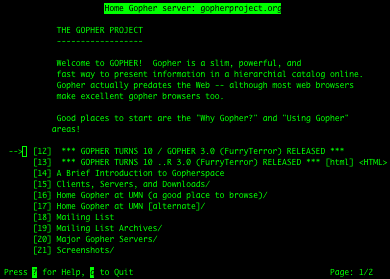 Home Gopher server: gopherproject.org
THE GOPHER PROJECT
------------------
Welcome to GOPHER!  Gopher is a slim, powerful, and
fast way to present information in a hierarchial catalog online.
Gopher actually predates the Web -- although most web browsers
make excellent gopher browsers too.
Good places to start are the "Why Gopher?" and "Using Gopher"
areas!
--> [12]  *** GOPHER TURNS 10 / GOPHER 3.0 (FurryTerror) RELEASED ***
[13]  *** GOPHER TURNS 10 ..R 3.0 (FurryTerror) RELEASED *** [html] <HTML>
[14] A Brief Introduction to Gopherspace
[15] Clients, Servers, and Downloads/
[16] Home Gopher at UMN (a good place to browse)/
[17] Home Gopher at UMN [alternate]/
[18] Mailing List
[19] Mailing List Archives/
[20] Major Gopher Servers/
[21] Screenshots/
Press ? for Help, q to Quit Page: 1/2